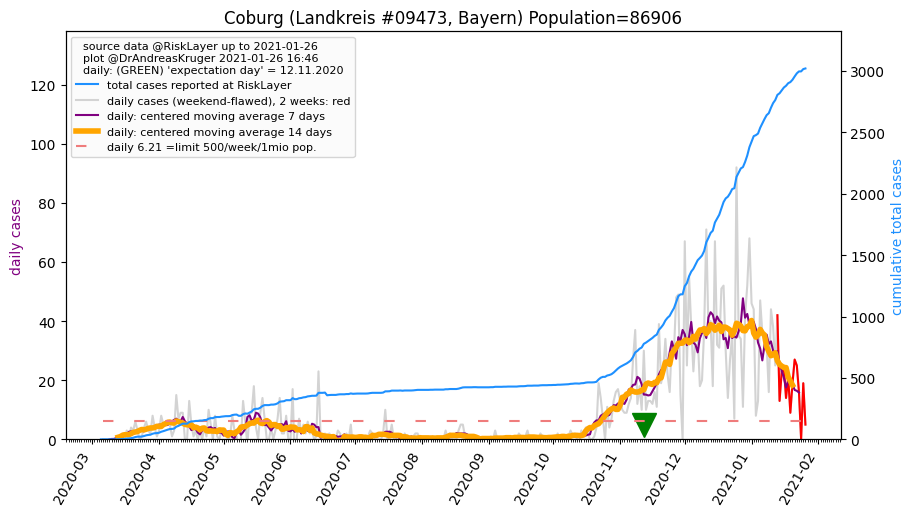 Coburg (Landkreis #09473, Bayern) Population=86906
source data @RiskLayer up to 2021-01-26
plot @DrAndreasKruger 2021-01-26 16:46
daily: (GREEN) 'expectation day' = 12.11.2020
total cases reported at RiskLayer
daily cases (weekend-flawed), 2 weeks: red
daily: centered moving average 7 days
daily: centered moving average 14 days
daily 6.21 =limit 500/week/1mio pop.
daily cases
120
100
80
60
40
20
0
cumulative total cases
3000
2500
2000
1500
1000
500
0
2020-03
2020-04
2020-05
2020-06
2020-07
2020-08
2020-09
2020-10
2020-11
2020-12
2021-01
2021-02